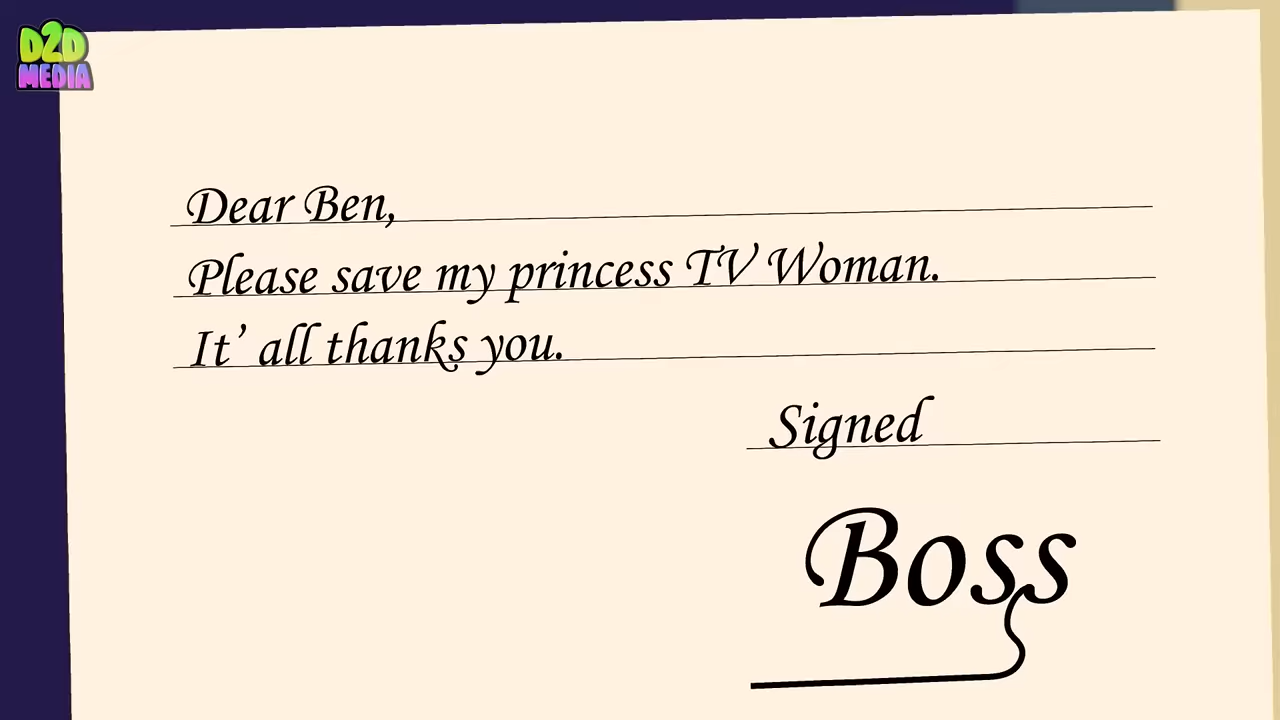 D2D
MEDIA
Dear Ben,
Please save my princess TV Woman.
It’ all thanks you.
Signed
Boss